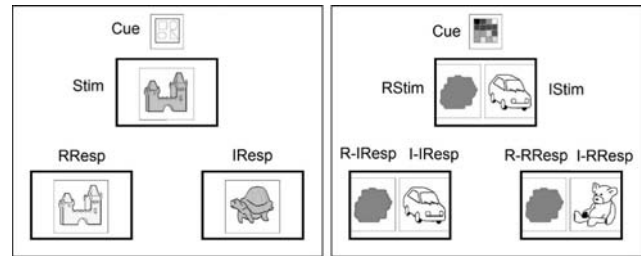 Cue
Stim
RResp IResp
Cue
RStim IStim
R-IResp I-IResp R-RResp I-RResp